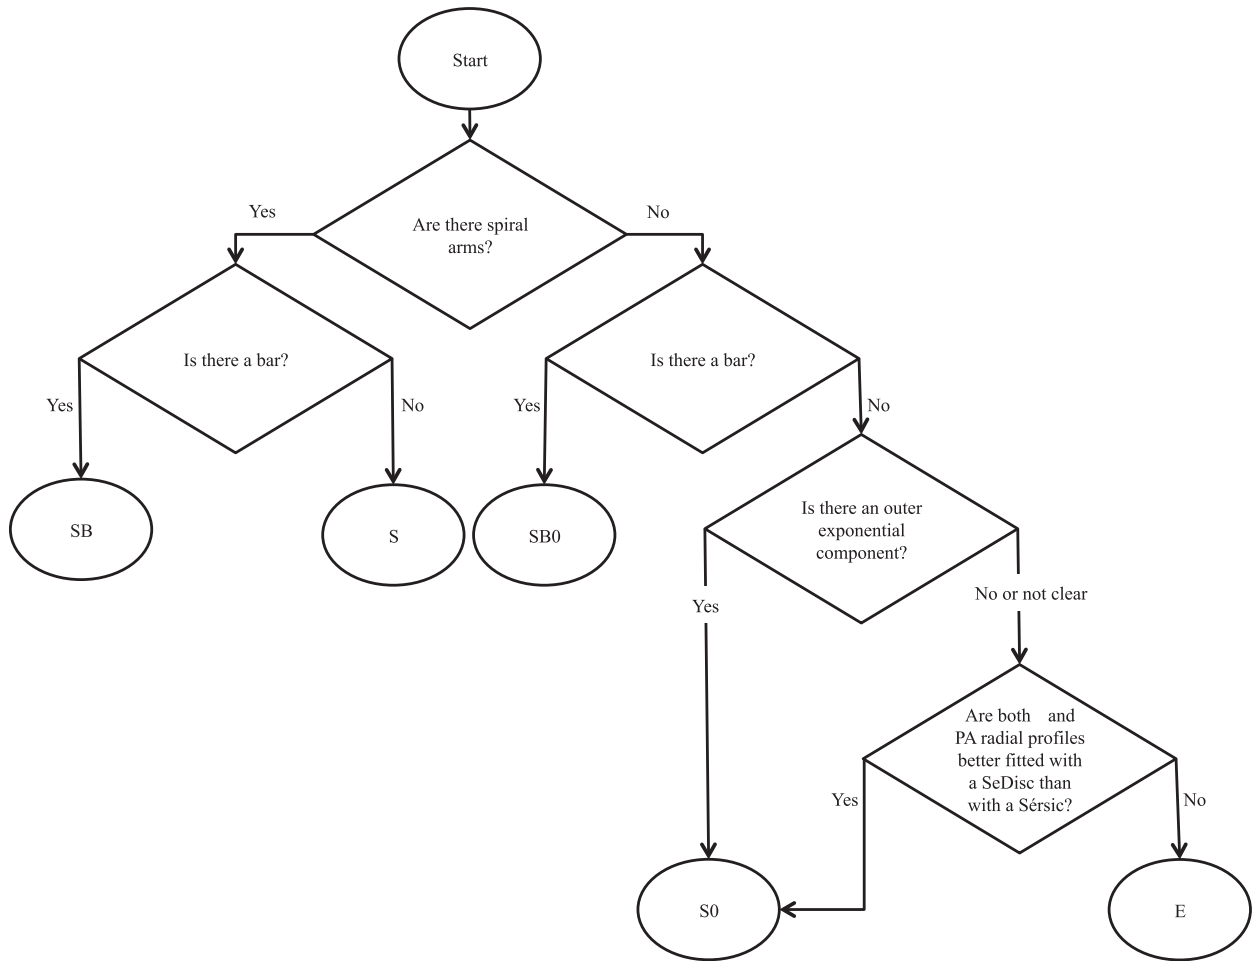 Start
Are there spiral
arms?
Yes
No
Is there a bar?
Is there a bar?
Yes
No
Yes
No
SB
S
SB0
Is there an outer
exponential
component?
Yes
No or not clear
Are both and
PA radial profiles
better fitted with
a SeDisc than
with a Sérsic?
Yes
No
S0
E